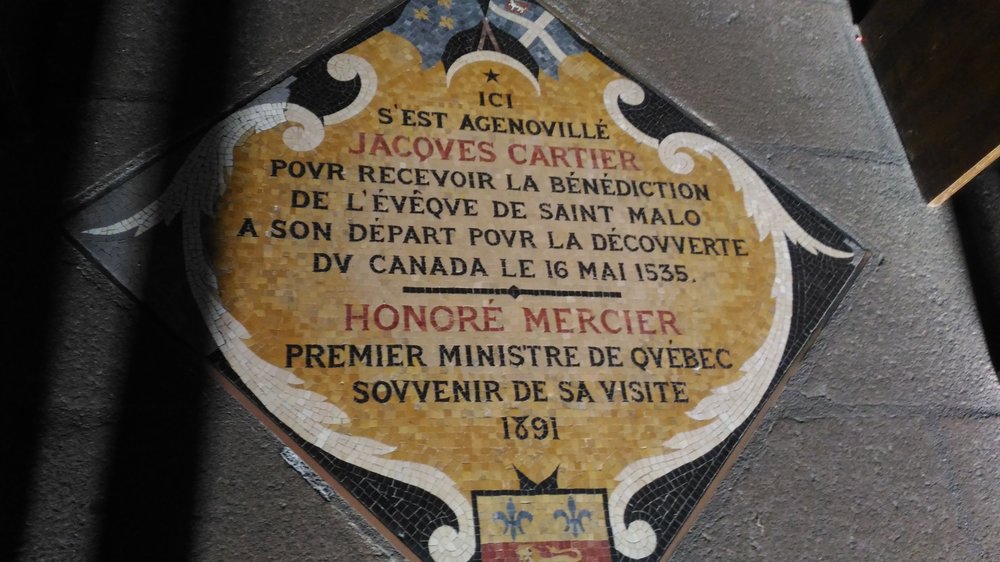 ICI
S'EST AGENOVILLÉ
JACQVES CARTIER
POVR RECEVOIR LA BÉNÉDICTION
DE L'ÉVÊQVE DE SAINT MALO
A SON DÉPART POVR LA DÉCOVVERTE
DV CANADA LE 16 MAI 1535.
HONORÉ MERCIER
PREMIER MINISTRE DE QVÉBEC
SOVVENIR DE SA VISITE
1891